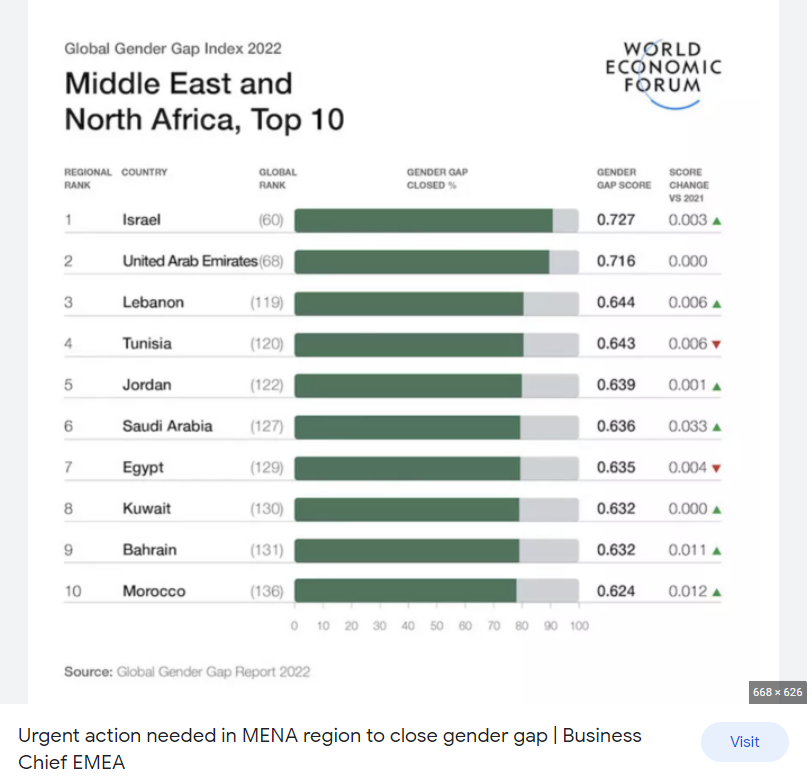 Global Gender Gap Index 2022
Middle East and
North Africa, Top 10
WORLD
ECONOMIC
FORUM
REGIONAL RANK COUNTRY GLOBAL RANK GENDER GAP CLOSED % GENDER GAP SCORE SCORE CHANGE VS 2021
1 Israel (60) 0.727 0.003 ▲
2 United Arab Emirates (68) 0.716 0.000
3 Lebanon (119) 0.644 0.006 ▲
4 Tunisia (120) 0.643 0.006 ▼
5 Jordan (122) 0.639 0.001 ▲
6 Saudi Arabia (127) 0.636 0.033 ▲
7 Egypt (129) 0.635 0.004 ▼
8 Kuwait (130) 0.632 0.000 ▲
9 Bahrain (131) 0.632 0.011 ▲
10 Morocco (136) 0.624 0.012 ▲
0 10 20 30 40 50 60 70 80 90 100
Source: Global Gender Gap Report 2022
668 × 626
Urgent action needed in MENA region to close gender gap | Business
Chief EMEA
Visit